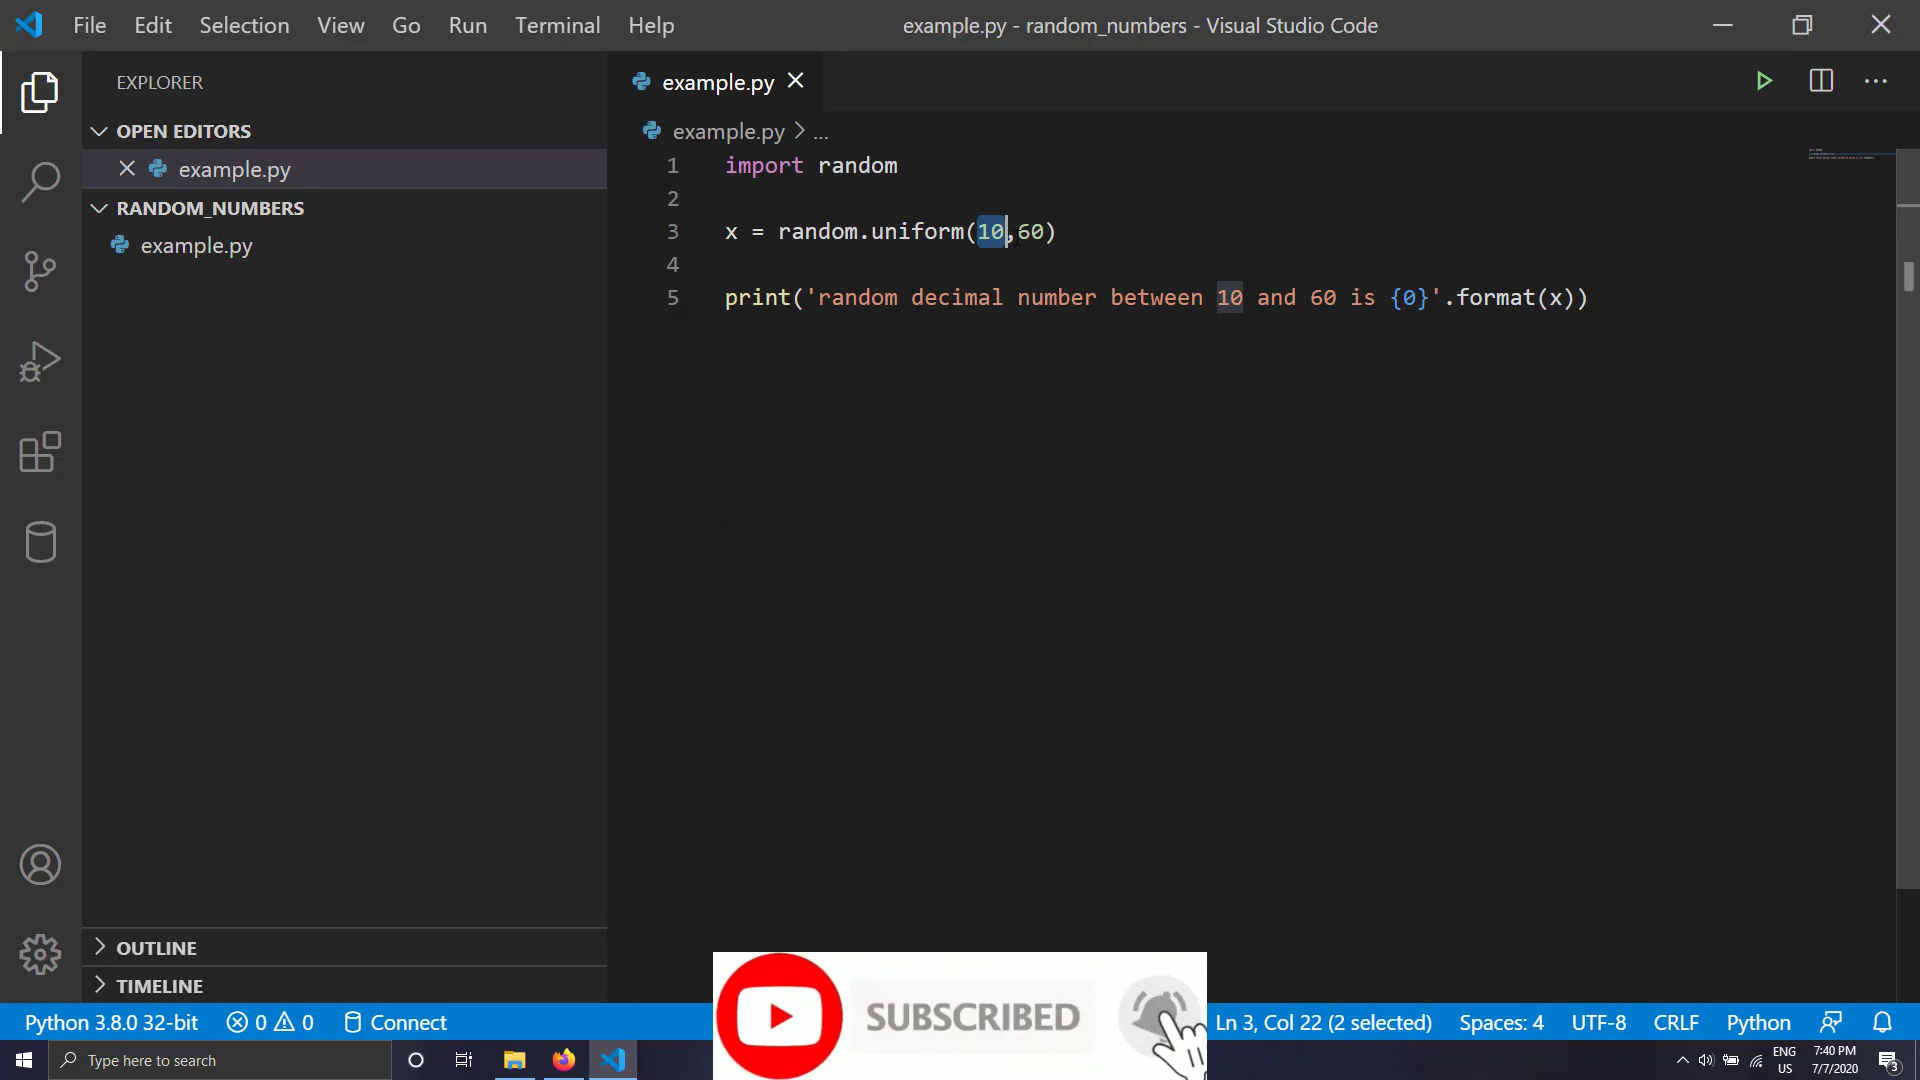 File Edit Selection View Go Run Terminal Help example.py - random_numbers - Visual Studio Code
EXPLORER
OPEN EDITORS
example.py
RANDOM_NUMBERS
example.py
OUTLINE
TIMELINE
example.py
example.py > ...
1 import random
2
3 x = random.uniform(10,60)
4
5 print('random decimal number between 10 and 60 is {0}'.format(x))
SUBSCRIBED
Python 3.8.0 32-bit 0 0 Connect Ln 3, Col 22 (2 selected) Spaces: 4 UTF-8 CRLF Python
Type here to search
ENG
US
7:40 PM
7/7/2020
3